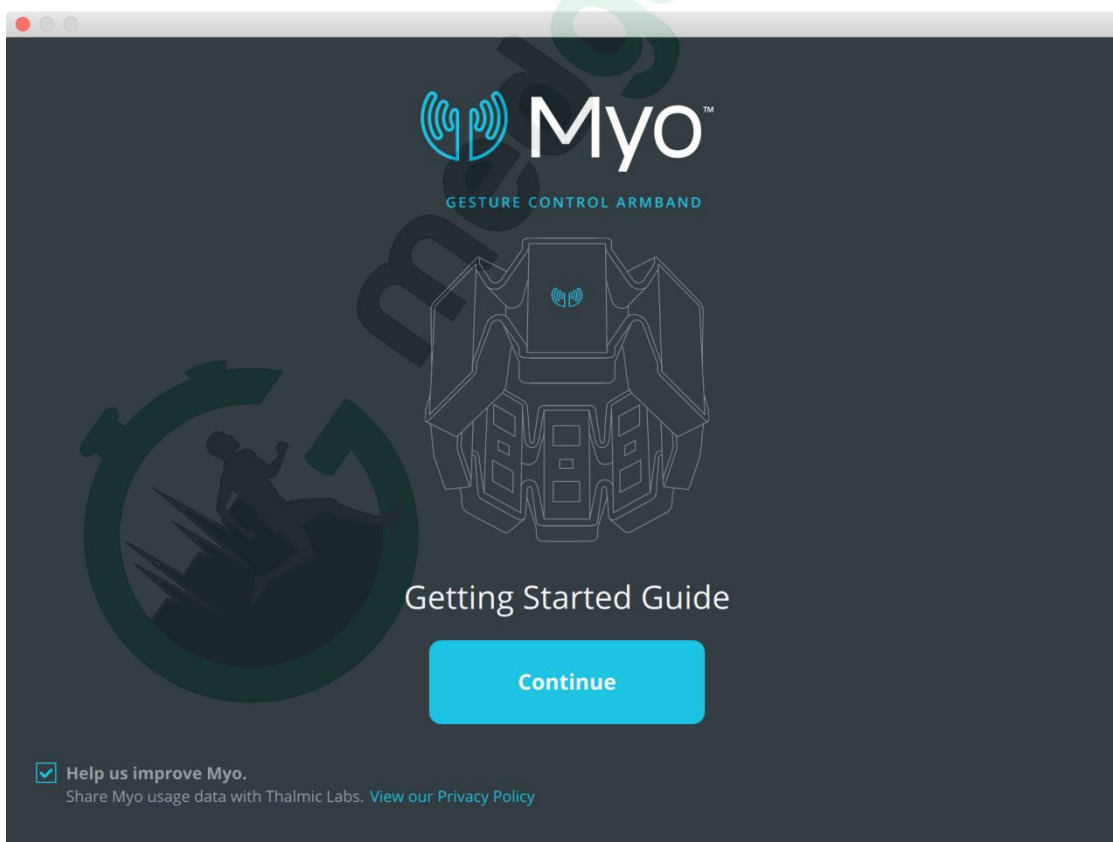 Myo™
GESTURE CONTROL ARMBAND
Getting Started Guide
Continue
Help us improve Myo.
Share Myo usage data with Thalmic Labs. View our Privacy Policy